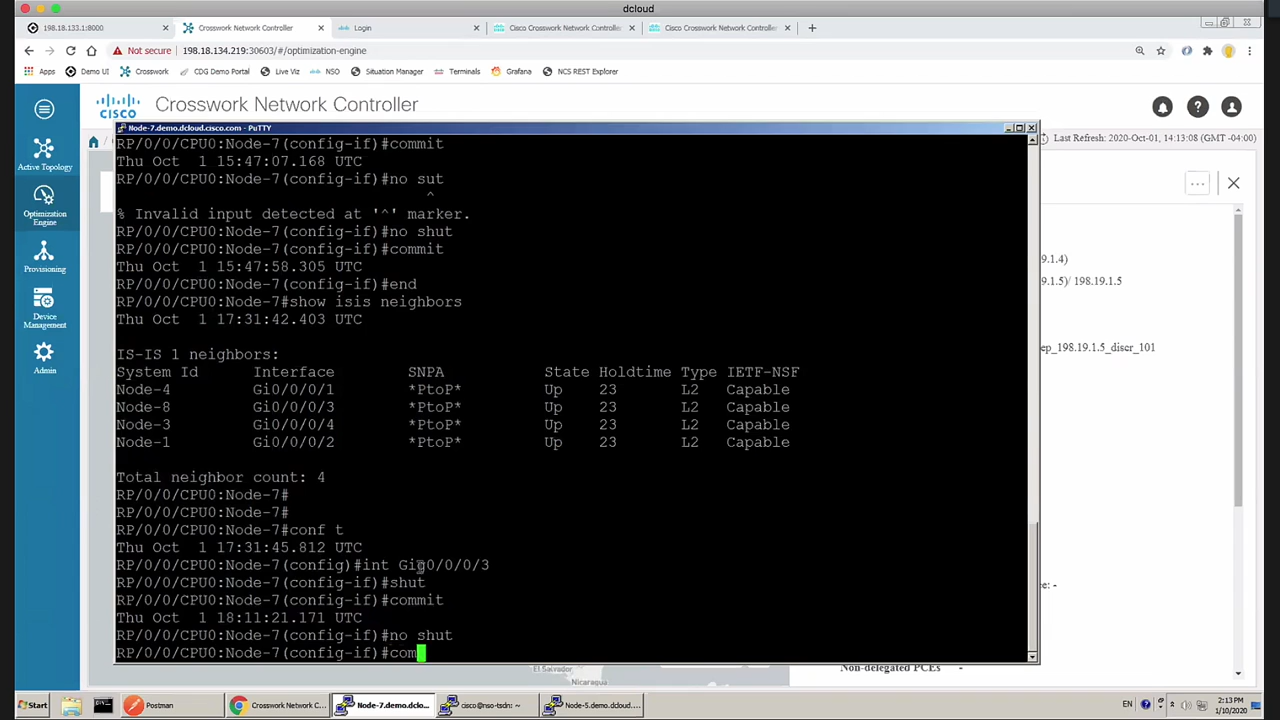 dcloud
198.18.133.1:8000
Crosswork Network Controller
Login
Cisco Crosswork Network Controller
Cisco Crosswork Network Controller
Not secure
198.18.134.219:30603/#/optimization-engine
Apps
Demo UI
Crosswork
CDG Demo Portal
Live Viz
NSO
Situation Manager
Terminals
Grafana
NCS REST Explorer
cisco
Crosswork Network Controller
Active Topology
Optimization
Engine
Provisioning
Device
Management
Admin
Last Refresh: 2020-Oct-01, 14:13:08 (GMT -04:00)
Node-7.demo.dcloud.cisco.com - PuTTY
RP/0/0/CPU0:Node-7(config-if)#commit
Thu Oct  1 15:47:07.168 UTC
RP/0/0/CPU0:Node-7(config-if)#no sut
^
% Invalid input detected at '^' marker.
RP/0/0/CPU0:Node-7(config-if)#no shut
RP/0/0/CPU0:Node-7(config-if)#commit
Thu Oct  1 15:47:58.305 UTC
RP/0/0/CPU0:Node-7(config-if)#end
RP/0/0/CPU0:Node-7#show isis neighbors
Thu Oct  1 17:31:42.403 UTC
IS-IS 1 neighbors:
System Id      Interface        SNPA           State Holdtime Type IETF-NSF
Node-4         Gi0/0/0/1        *PtoP*         Up    23       L2   Capable
Node-8         Gi0/0/0/3        *PtoP*         Up    23       L2   Capable
Node-3         Gi0/0/0/4        *PtoP*         Up    23       L2   Capable
Node-1         Gi0/0/0/2        *PtoP*         Up    23       L2   Capable
Total neighbor count: 4
RP/0/0/CPU0:Node-7#
RP/0/0/CPU0:Node-7#
RP/0/0/CPU0:Node-7#conf t
Thu Oct  1 17:31:45.812 UTC
RP/0/0/CPU0:Node-7(config)#int Gi0/0/0/3
RP/0/0/CPU0:Node-7(config-if)#shut
RP/0/0/CPU0:Node-7(config-if)#commit
Thu Oct  1 18:11:21.171 UTC
RP/0/0/CPU0:Node-7(config-if)#no shut
RP/0/0/CPU0:Node-7(config-if)#com
9.1.4)
9.1.5)/ 198.19.1.5
ep_198.19.1.5_discr_101
e: -
Non-delegated PCEs -
El Salvador
Nicaragua
Start
Postman
Crosswork Network C...
Node-7.demo.dclo...
cisco@nso-tsdn: ~
Node-5.demo.dcloud....
EN
2:13 PM
1/10/2020